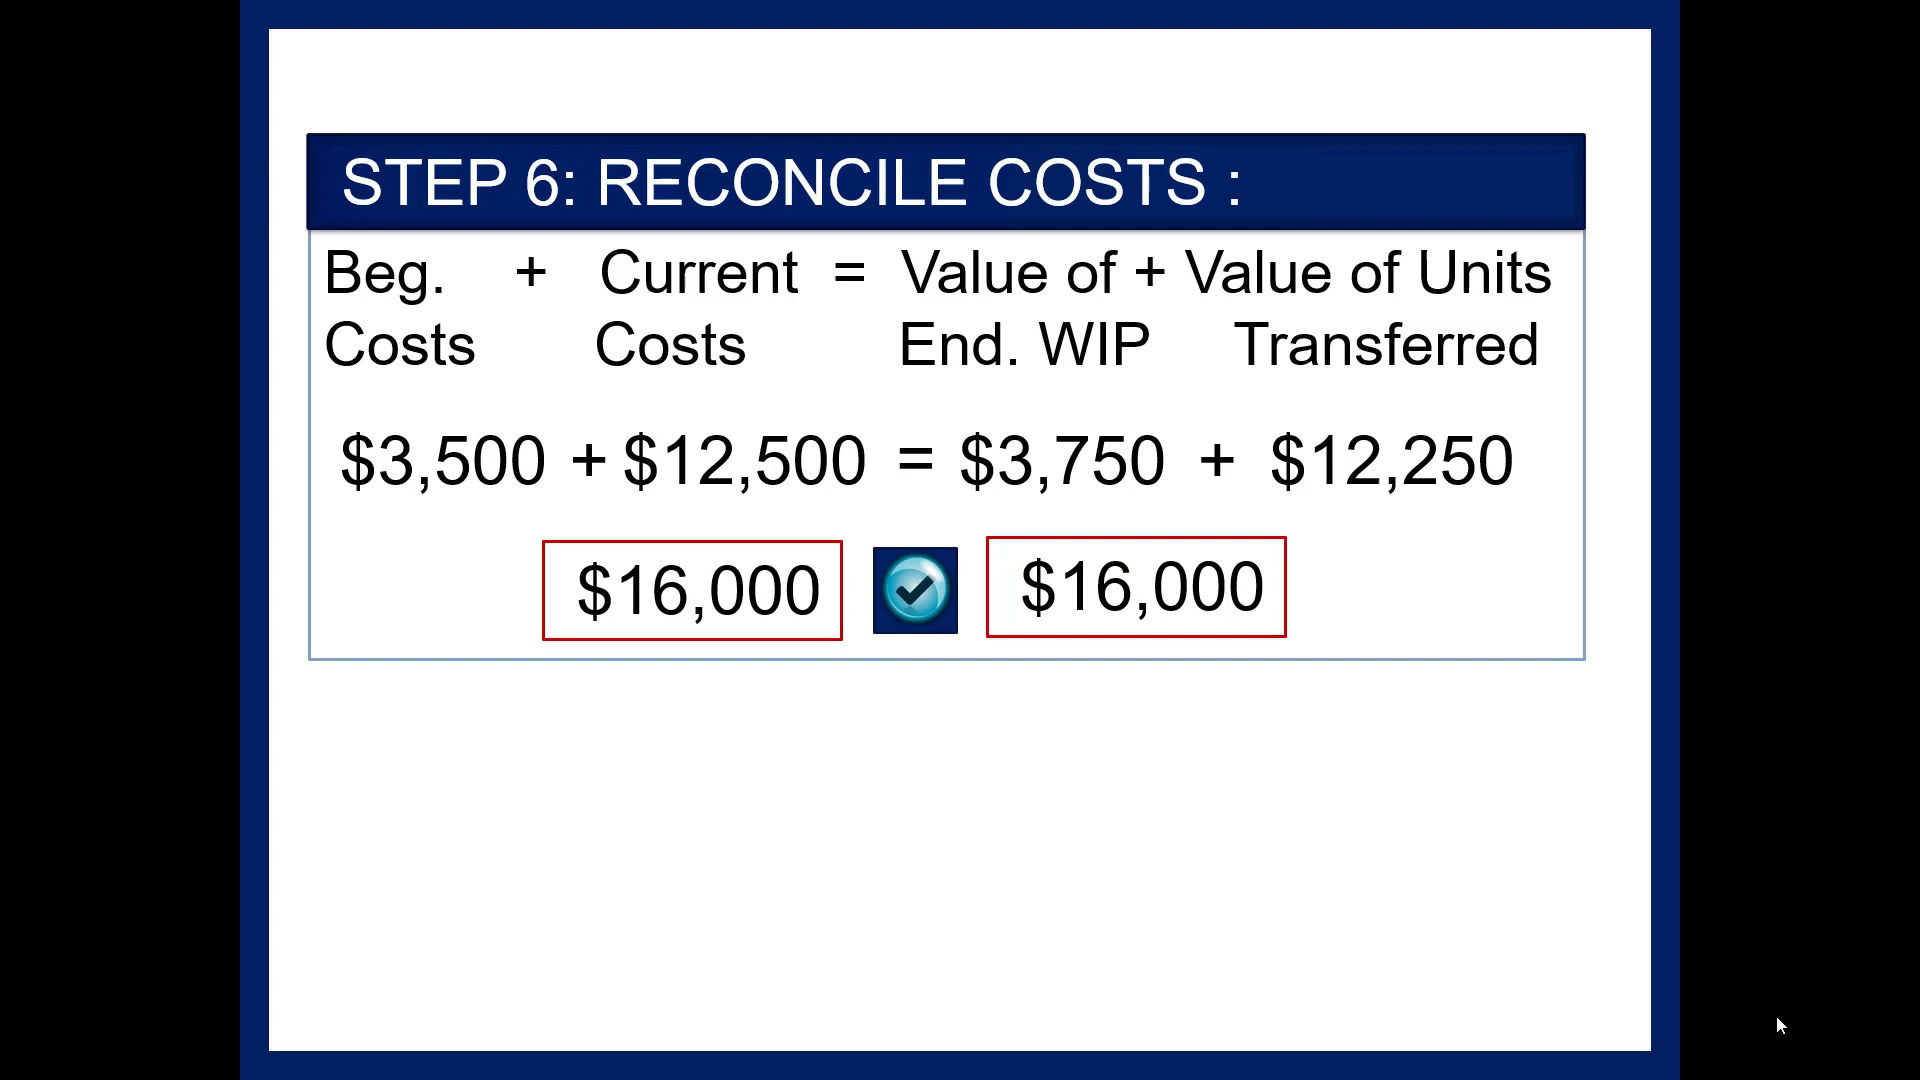 STEP 6: RECONCILE COSTS :
Beg. + Current = Value of + Value of Units
Costs Costs End. WIP Transferred
$3,500 + $12,500 = $3,750 + $12,250
$16,000 $16,000